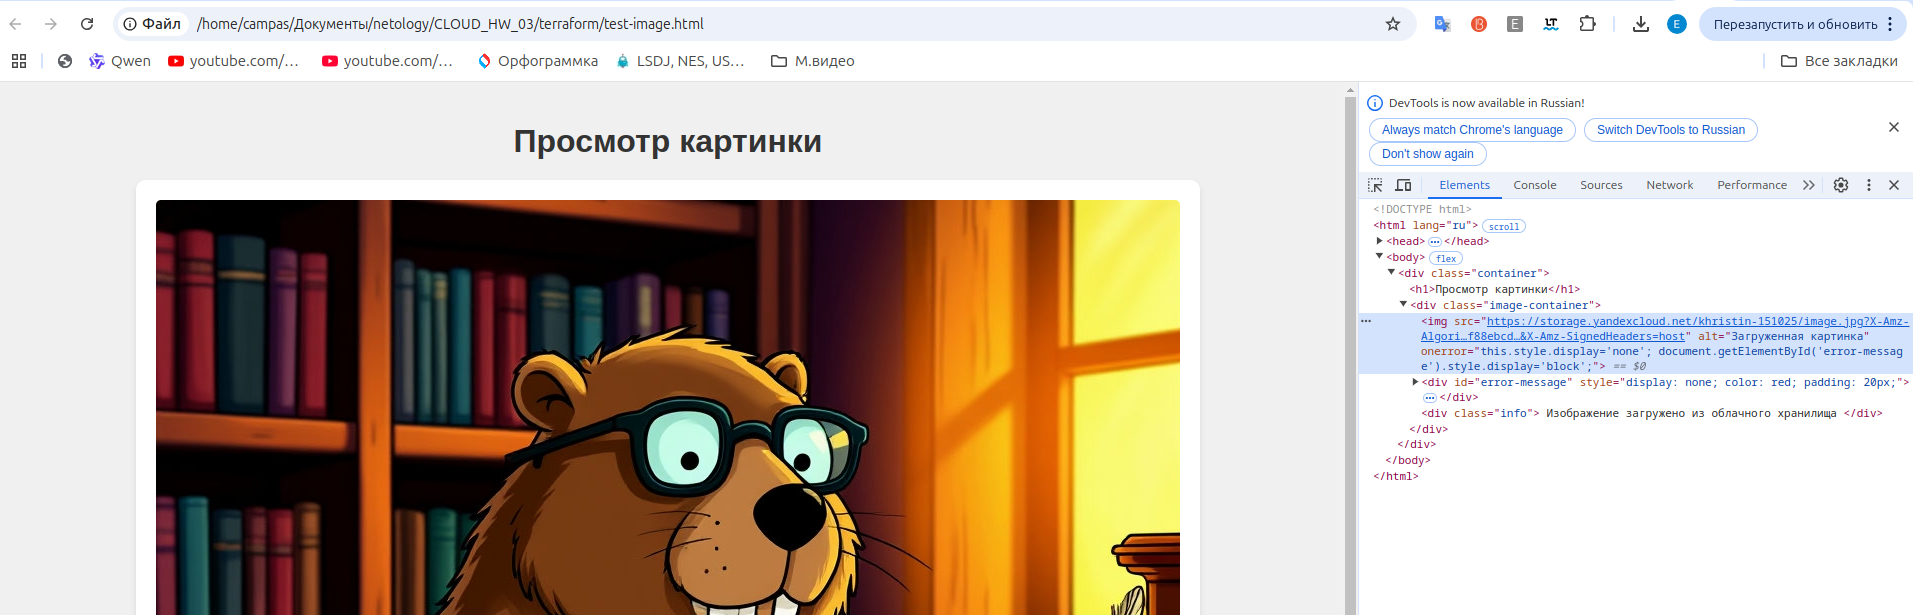 Файл /home/campas/Документы/netology/CLOUD_HW_03/terraform/test-image.html Перезапустить и обновить
Qwen youtube.com/... youtube.com/... Орфограммка LSDJ, NES, US... М.видео Все закладки
Просмотр картинки
DevTools is now available in Russian!
Always match Chrome's language Switch DevTools to Russian
Don't show again
Elements Console Sources Network Performance
<!DOCTYPE html>
<html lang="ru"> scroll
<head> ... </head>
<body> flex
<div class="container">
<h1>Просмотр картинки</h1>
<div class="image-container">
<img src="https://storage.yandexcloud.net/khristin-151025/image.jpg?X-Amz-
Algori…f88ebcd…&X-Amz-SignedHeaders=host" alt="Загруженная картинка"
onerror="this.style.display='none'; document.getElementById('error-messag
e').style.display='block';"> == $0
<div id="error-message" style="display: none; color: red; padding: 20px;">
... </div>
<div class="info"> Изображение загружено из облачного хранилища </div>
</div>
</div>
</body>
</html>